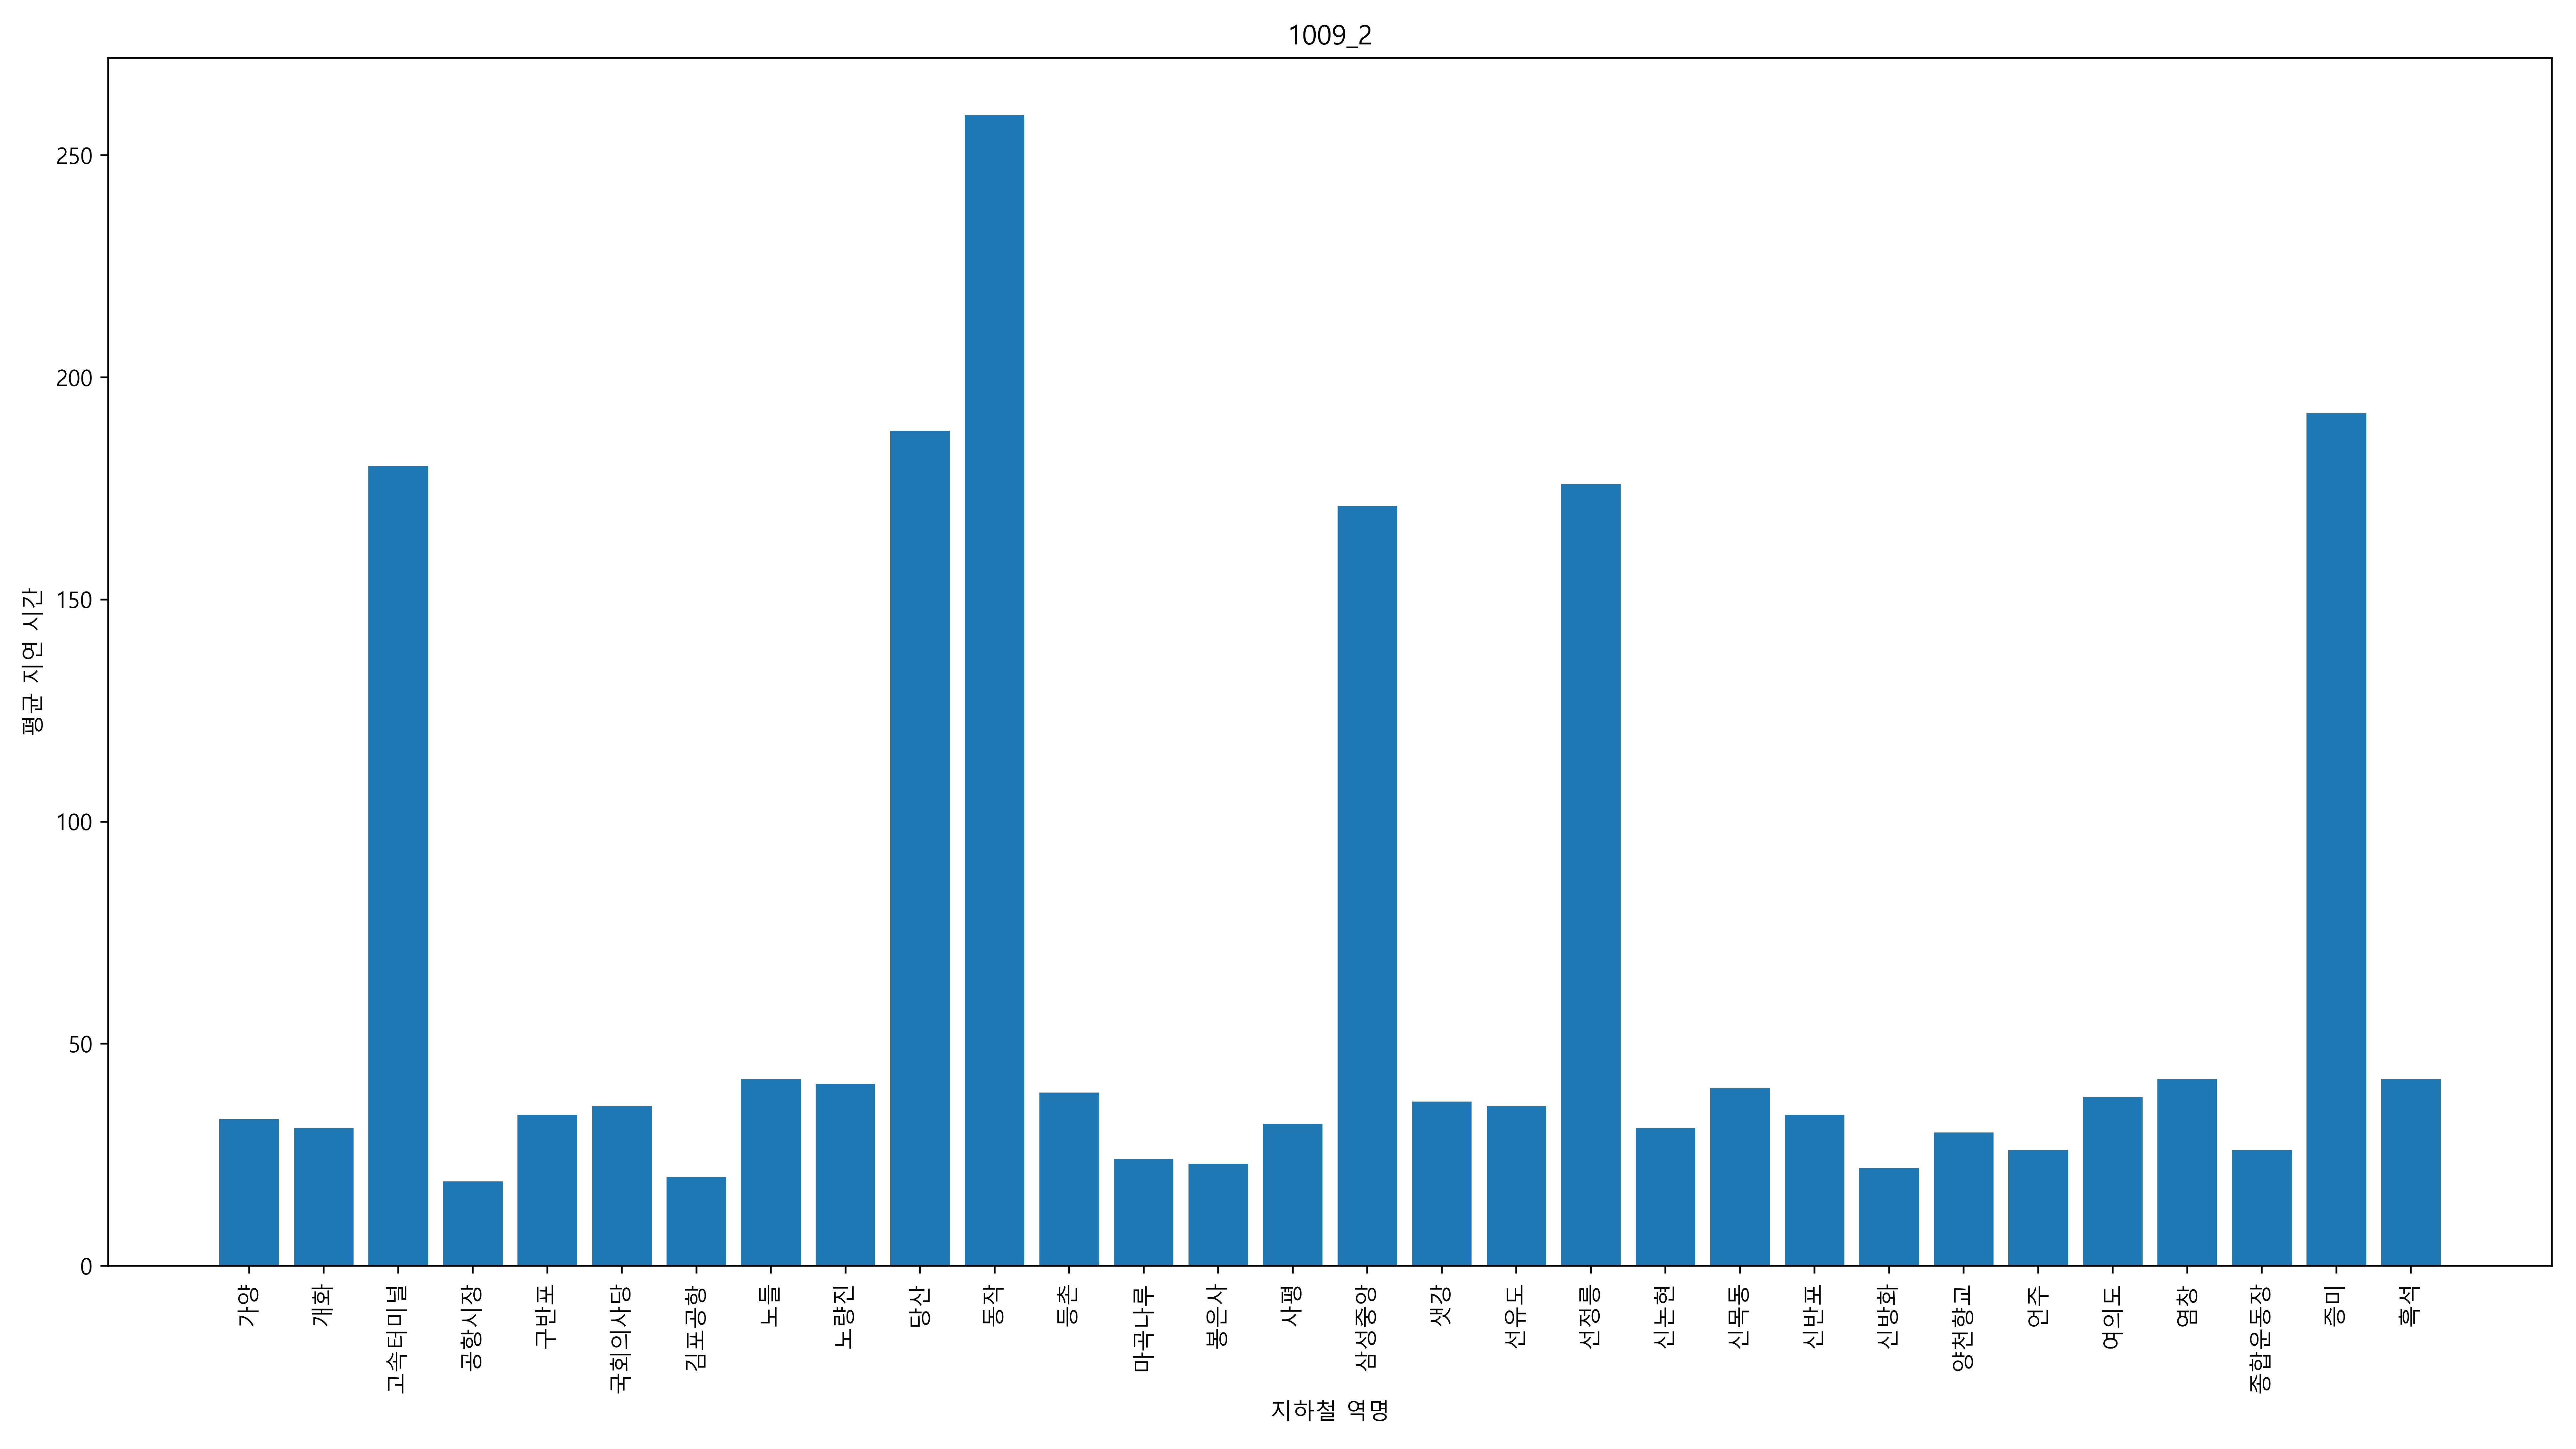 1009_2
평균 지연 시간
250
200
150
100
50
0
가양
개화
고속터미널
공항시장
구반포
국회의사당
김포공항
노들
노량진
당산
동작
등촌
마곡나루
봉은사
사평
삼성중앙
샛강
선유도
선정릉
신논현
신목동
신반포
신방화
양천향교
언주
여의도
염창
종합운동장
증미
흑석
지하철 역명